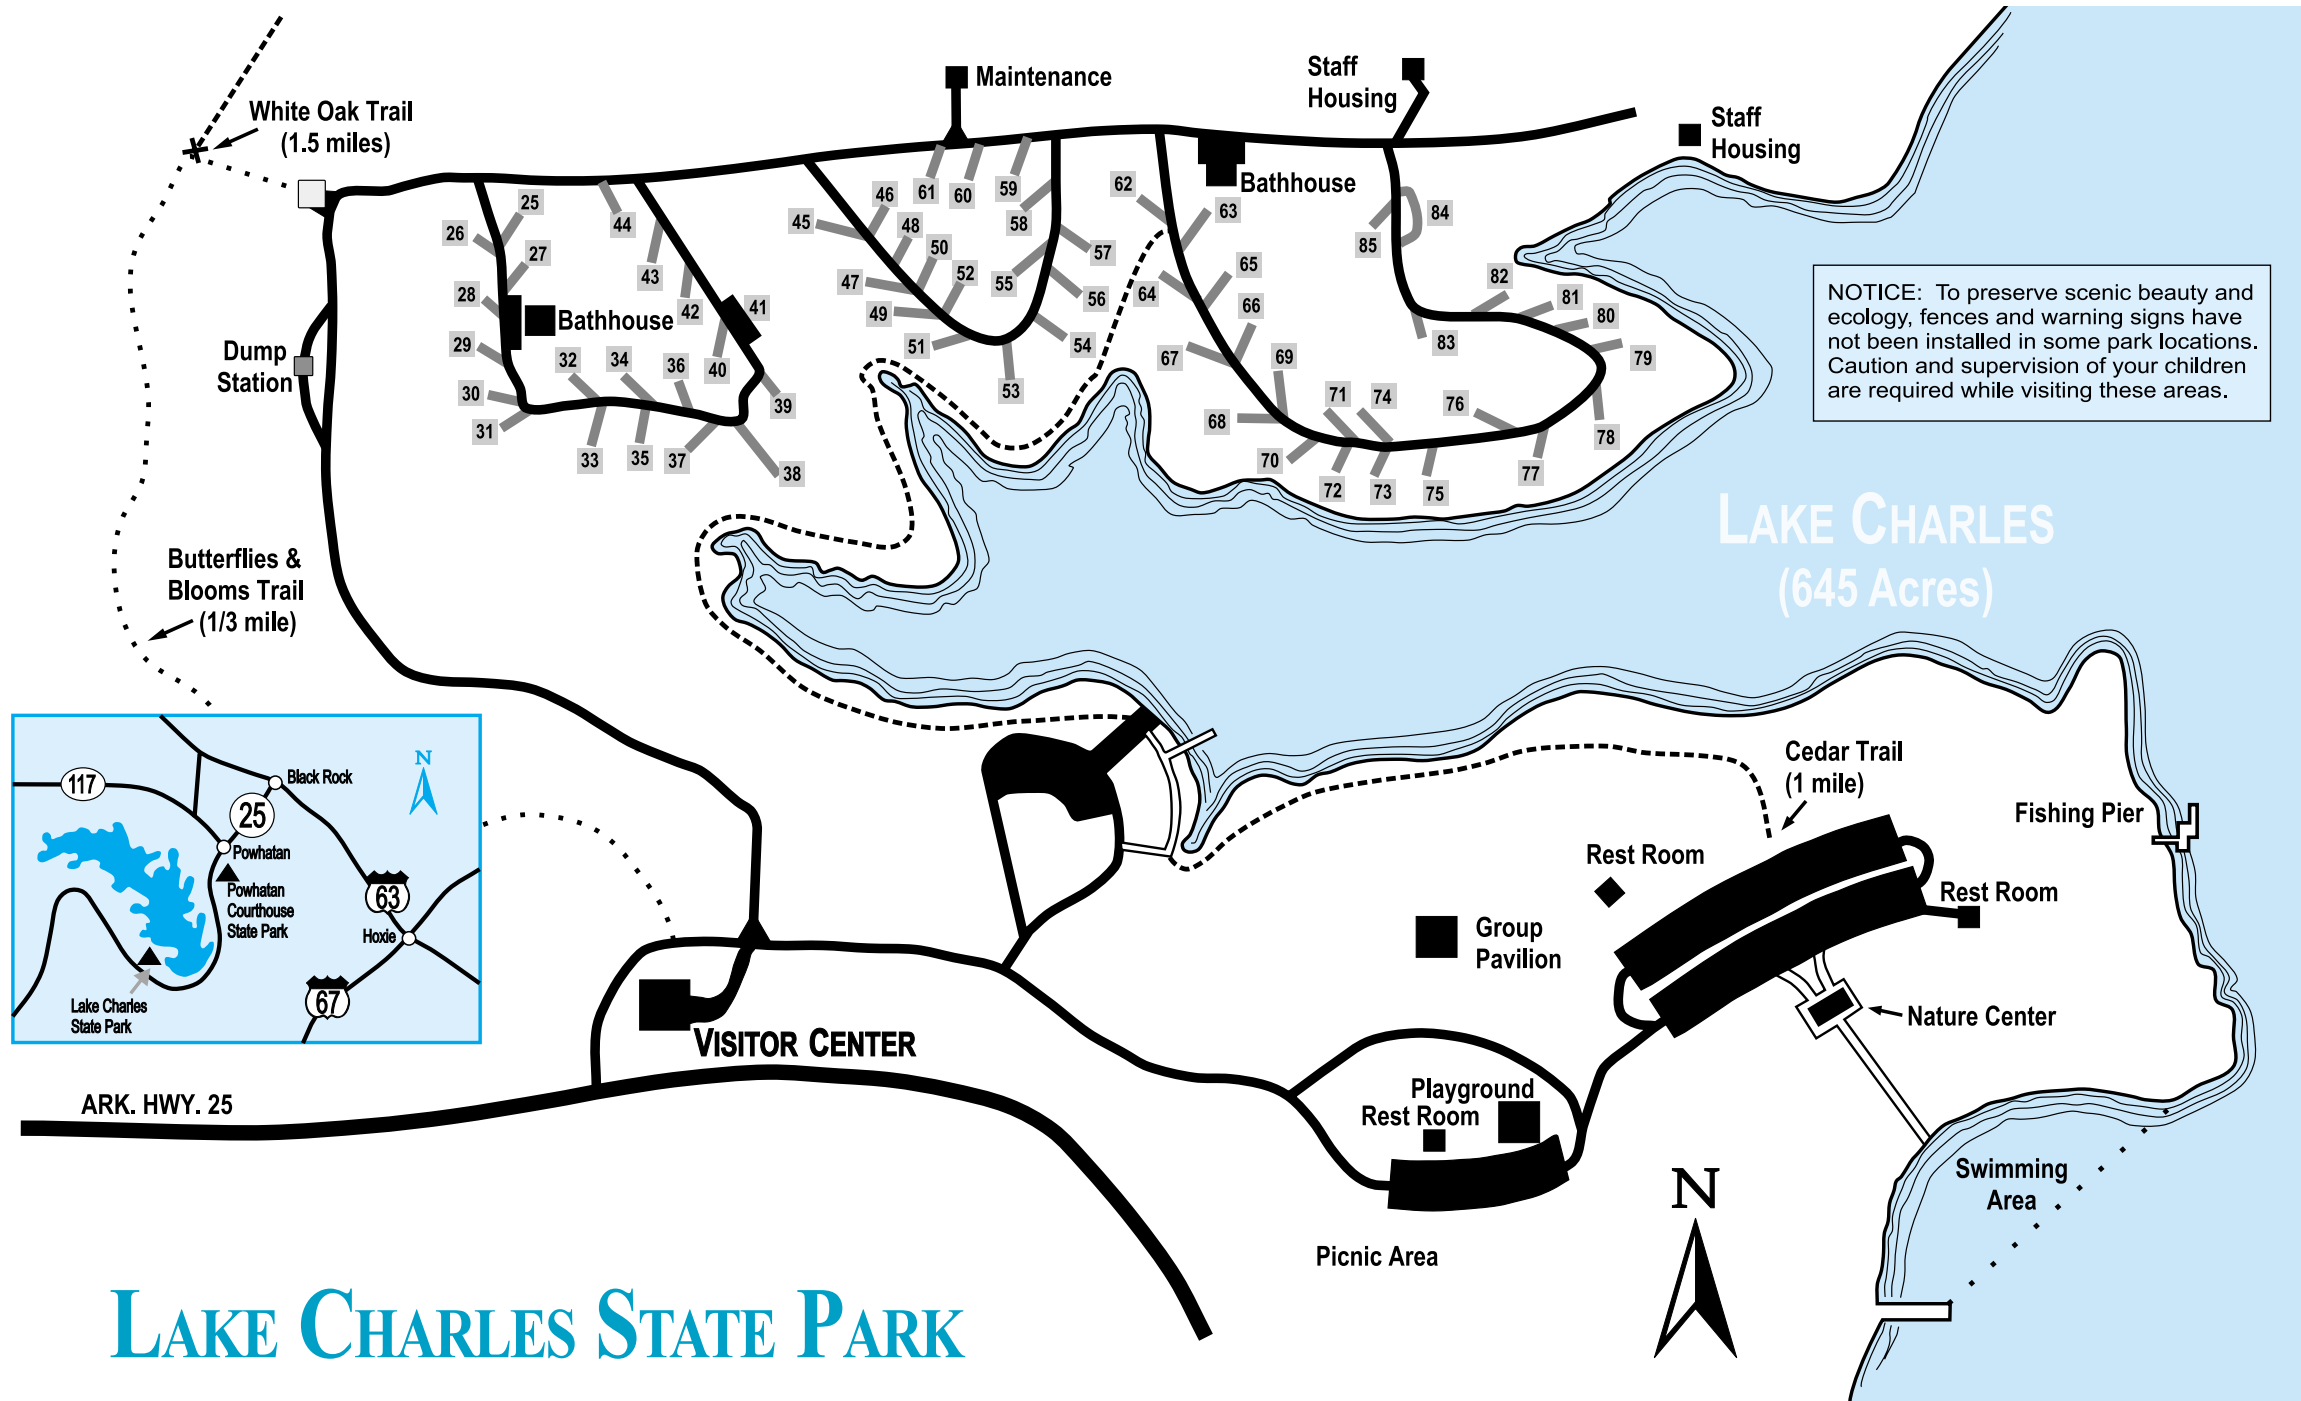 White Oak Trail
(1.5 miles)
Maintenance
Staff
Housing
Staff
Housing
Bathhouse
Bathhouse
Dump
Station
25
26
27
28
29
30
31
32
33
34
35
36
37
38
39
40
41
42
43
44
45
46
47
48
49
50
51
52
53
54
55
56
57
58
59
60
61
62
63
64
65
66
67
68
69
70
71
72
73
74
75
76
77
78
79
80
81
82
83
84
85
NOTICE: To preserve scenic beauty and
ecology, fences and warning signs have
not been installed in some park locations.
Caution and supervision of your children
are required while visiting these areas.
LAKE CHARLES
(645 Acres)
Butterflies &
Blooms Trail
(1/3 mile)
117
25
Black Rock
N
Powhatan
Powhatan
Courthouse
State Park
63
Hoxie
67
Lake Charles
State Park
Cedar Trail
(1 mile)
Fishing Pier
Rest Room
Rest Room
Group
Pavilion
Nature Center
VISITOR CENTER
ARK. HWY. 25
Playground
Rest Room
Picnic Area
Swimming
Area
N
LAKE CHARLES STATE PARK